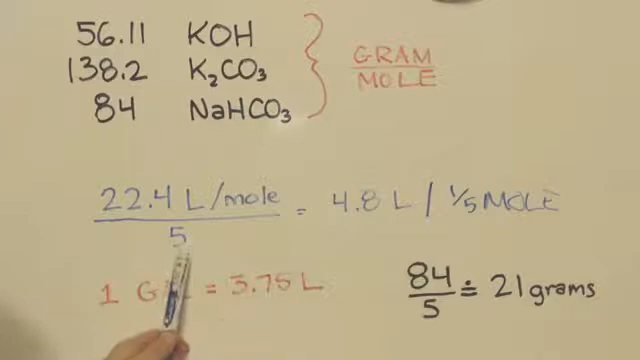 56.11 KOH
138.2 K₂CO₃
84 NaHCO₃
GRAM
MOLE
22.4 L/mole
5
= 4.8 L / 1/5 MOLE
1 = 3.75 L
84
5
≐ 21 grams